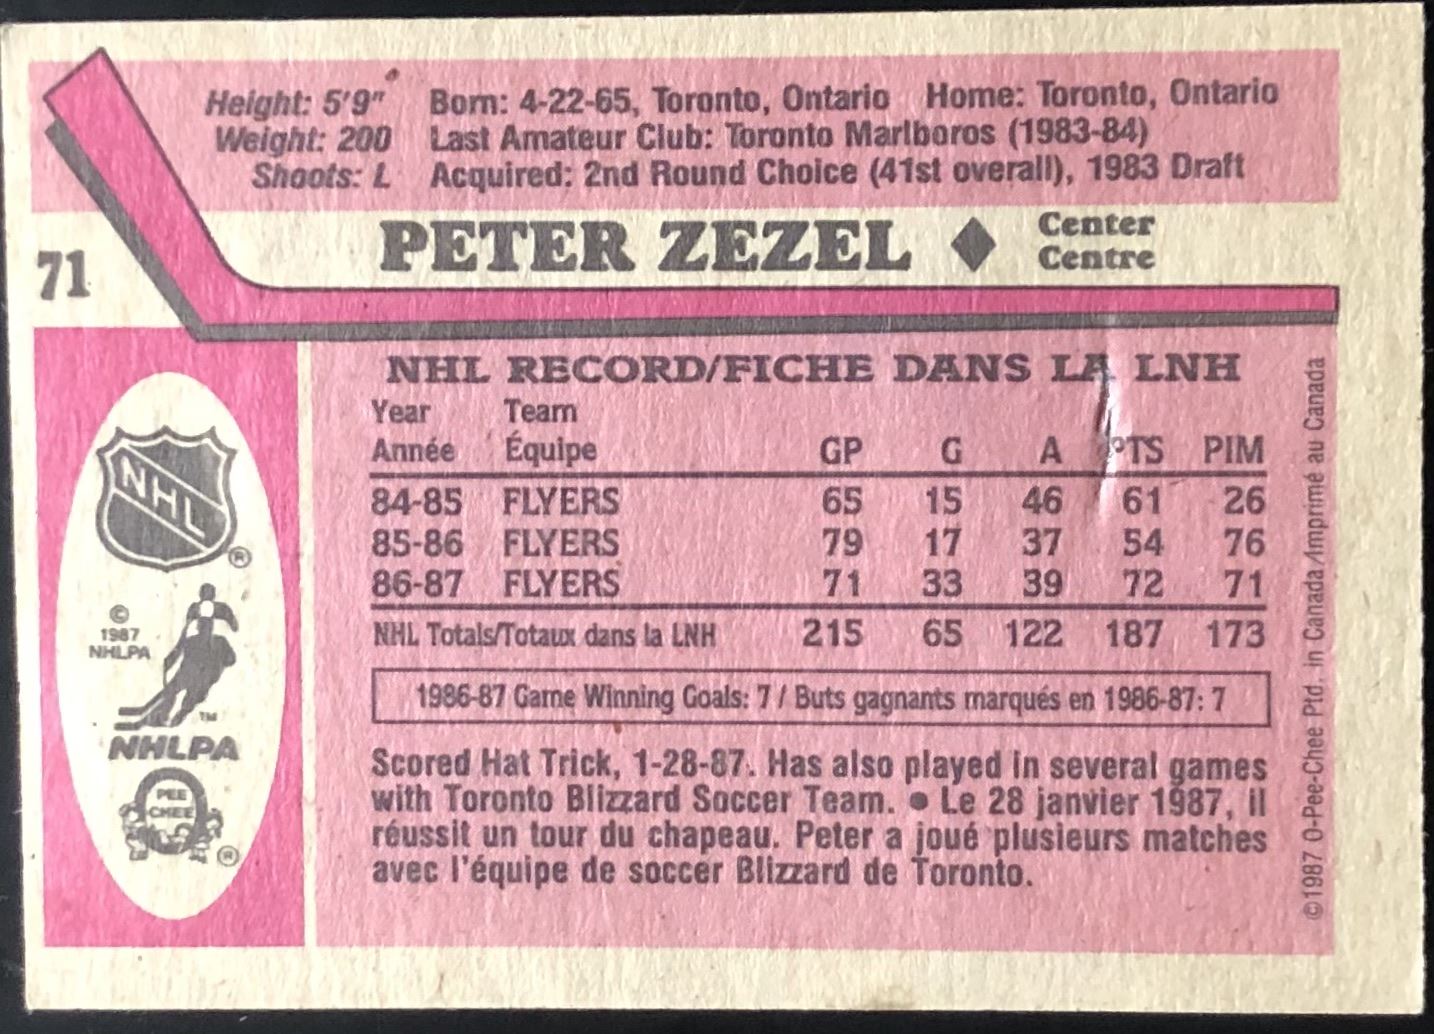 Height: 5'9" Born: 4-22-65, Toronto, Ontario Home: Toronto, Ontario
Weight: 200 Last Amateur Club: Toronto Marlboros (1983-84)
Shoots: L Acquired: 2nd Round Choice (41st overall), 1983 Draft
71 PETER ZEZEL ◆ Center
Centre
NHL RECORD/FICHE DANS LA LNH
Year Team
Année Équipe GP G A PTS PIM
84-85 FLYERS 65 15 46 61 26
85-86 FLYERS 79 17 37 54 76
86-87 FLYERS 71 33 39 72 71
NHL Totals/Totaux dans la LNH 215 65 122 187 173
1986-87 Game Winning Goals: 7 / Buts gagnants marqués en 1986-87: 7
Scored Hat Trick, 1-28-87. Has also played in several games
with Toronto Blizzard Soccer Team. ● Le 28 janvier 1987, il
réussit un tour du chapeau. Peter a joué plusieurs matches
avec l'équipe de soccer Blizzard de Toronto.
NHL
®
©
1987
NHLPA
TM
NHLPA
O
PEE
CHEE
®
©1987 O-Pee-Chee Ptd. in Canada/Imprimé au Canada